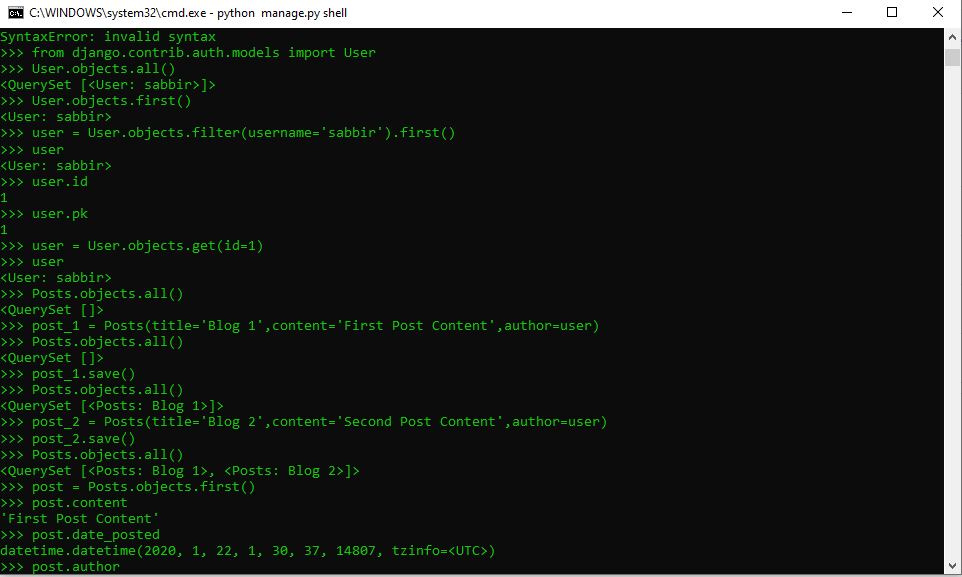 C:\WINDOWS\system32\cmd.exe - python  manage.py shell
SyntaxError: invalid syntax
>>> from django.contrib.auth.models import User
>>> User.objects.all()
<QuerySet [<User: sabbir>]>
>>> User.objects.first()
<User: sabbir>
>>> user = User.objects.filter(username='sabbir').first()
>>> user
<User: sabbir>
>>> user.id
1
>>> user.pk
1
>>> user = User.objects.get(id=1)
>>> user
<User: sabbir>
>>> Posts.objects.all()
<QuerySet []>
>>> post_1 = Posts(title='Blog 1',content='First Post Content',author=user)
>>> Posts.objects.all()
<QuerySet []>
>>> post_1.save()
>>> Posts.objects.all()
<QuerySet [<Posts: Blog 1>]>
>>> post_2 = Posts(title='Blog 2',content='Second Post Content',author=user)
>>> post_2.save()
>>> Posts.objects.all()
<QuerySet [<Posts: Blog 1>, <Posts: Blog 2>]>
>>> post = Posts.objects.first()
>>> post.content
'First Post Content'
>>> post.date_posted
datetime.datetime(2020, 1, 22, 1, 30, 37, 14807, tzinfo=<UTC>)
>>> post.author